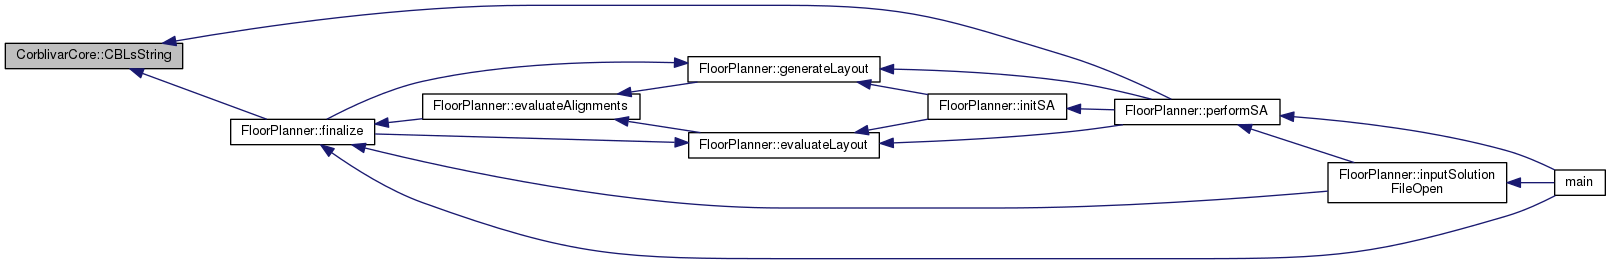 CorblivarCore::CBLsString
FloorPlanner::finalize
FloorPlanner::evaluateAlignments
FloorPlanner::generateLayout
FloorPlanner::evaluateLayout
FloorPlanner::initSA
FloorPlanner::performSA
FloorPlanner::inputSolution
FileOpen
main